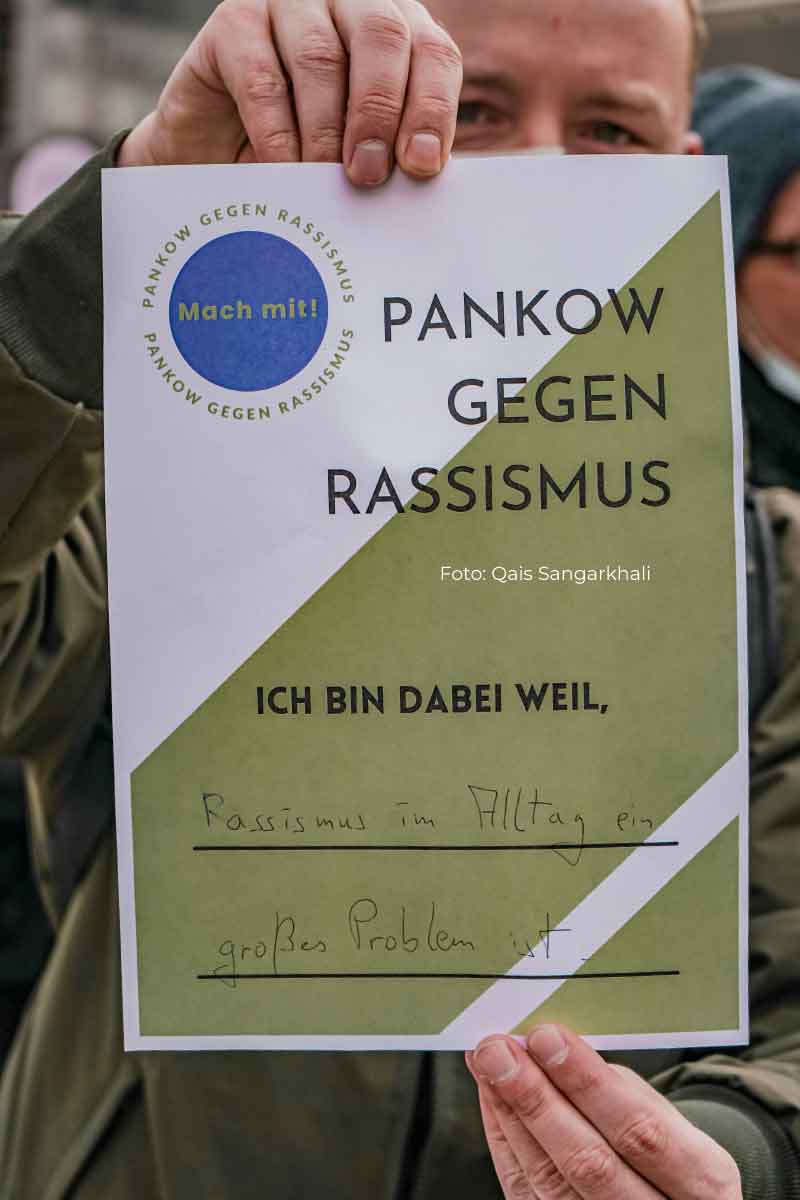 PANKOW GEGEN RASSISMUS
Mach mit!
PANKOW GEGEN RASSISMUS
PANKOW
GEGEN
RASSISMUS
Foto: Qais Sangarkhali
ICH BIN DABEI WEIL,
Rassismus im Alltag ein
großes Problem ist.